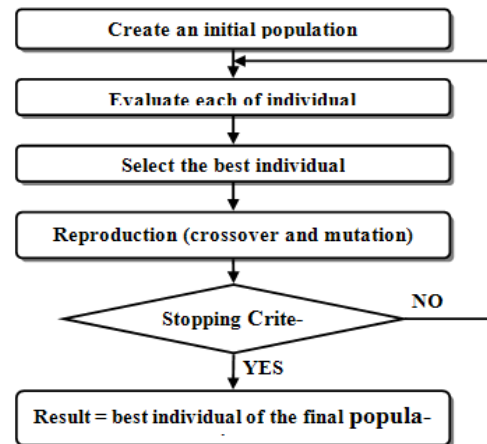 Create an initial population
Evaluate each of individual
Select the best individual
Reproduction (crossover and mutation)
Stopping Crite-
NO
YES
Result = best individual of the final popula-